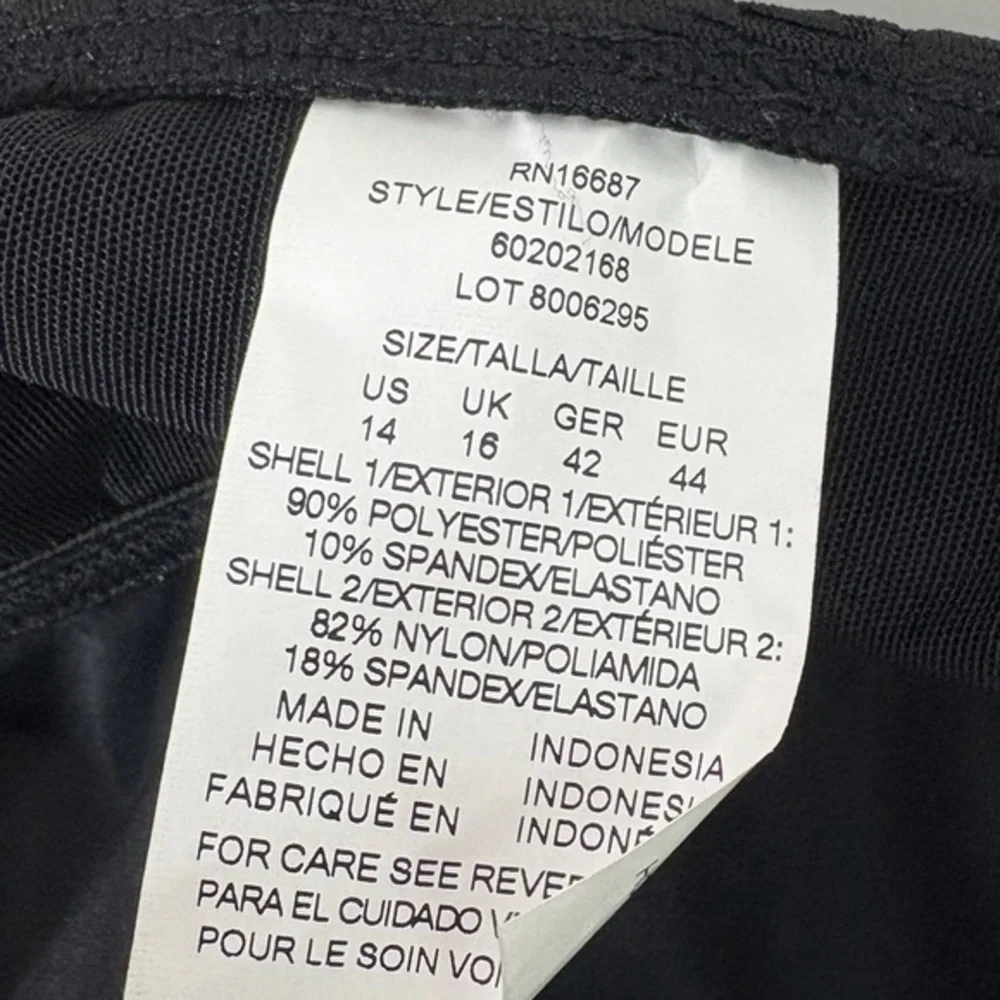 RN16687
STYLE/ESTILO/MODELE
60202168
LOT 8006295
SIZE/TALLA/TAILLE
US UK GER EUR
14 16 42 44
SHELL 1/EXTERIOR 1/EXTÉRIEUR 1:
90% POLYESTER/POLIÉSTER
10% SPANDEX/ELASTANO
SHELL 2/EXTERIOR 2/EXTÉRIEUR 2:
82% NYLON/POLIAMIDA
18% SPANDEX/ELASTANO
MADE IN INDONESIA
HECHO EN
FABRIQUÉ EN
FOR CARE SEE
PARA EL CUIDADO
POUR LE SOIN